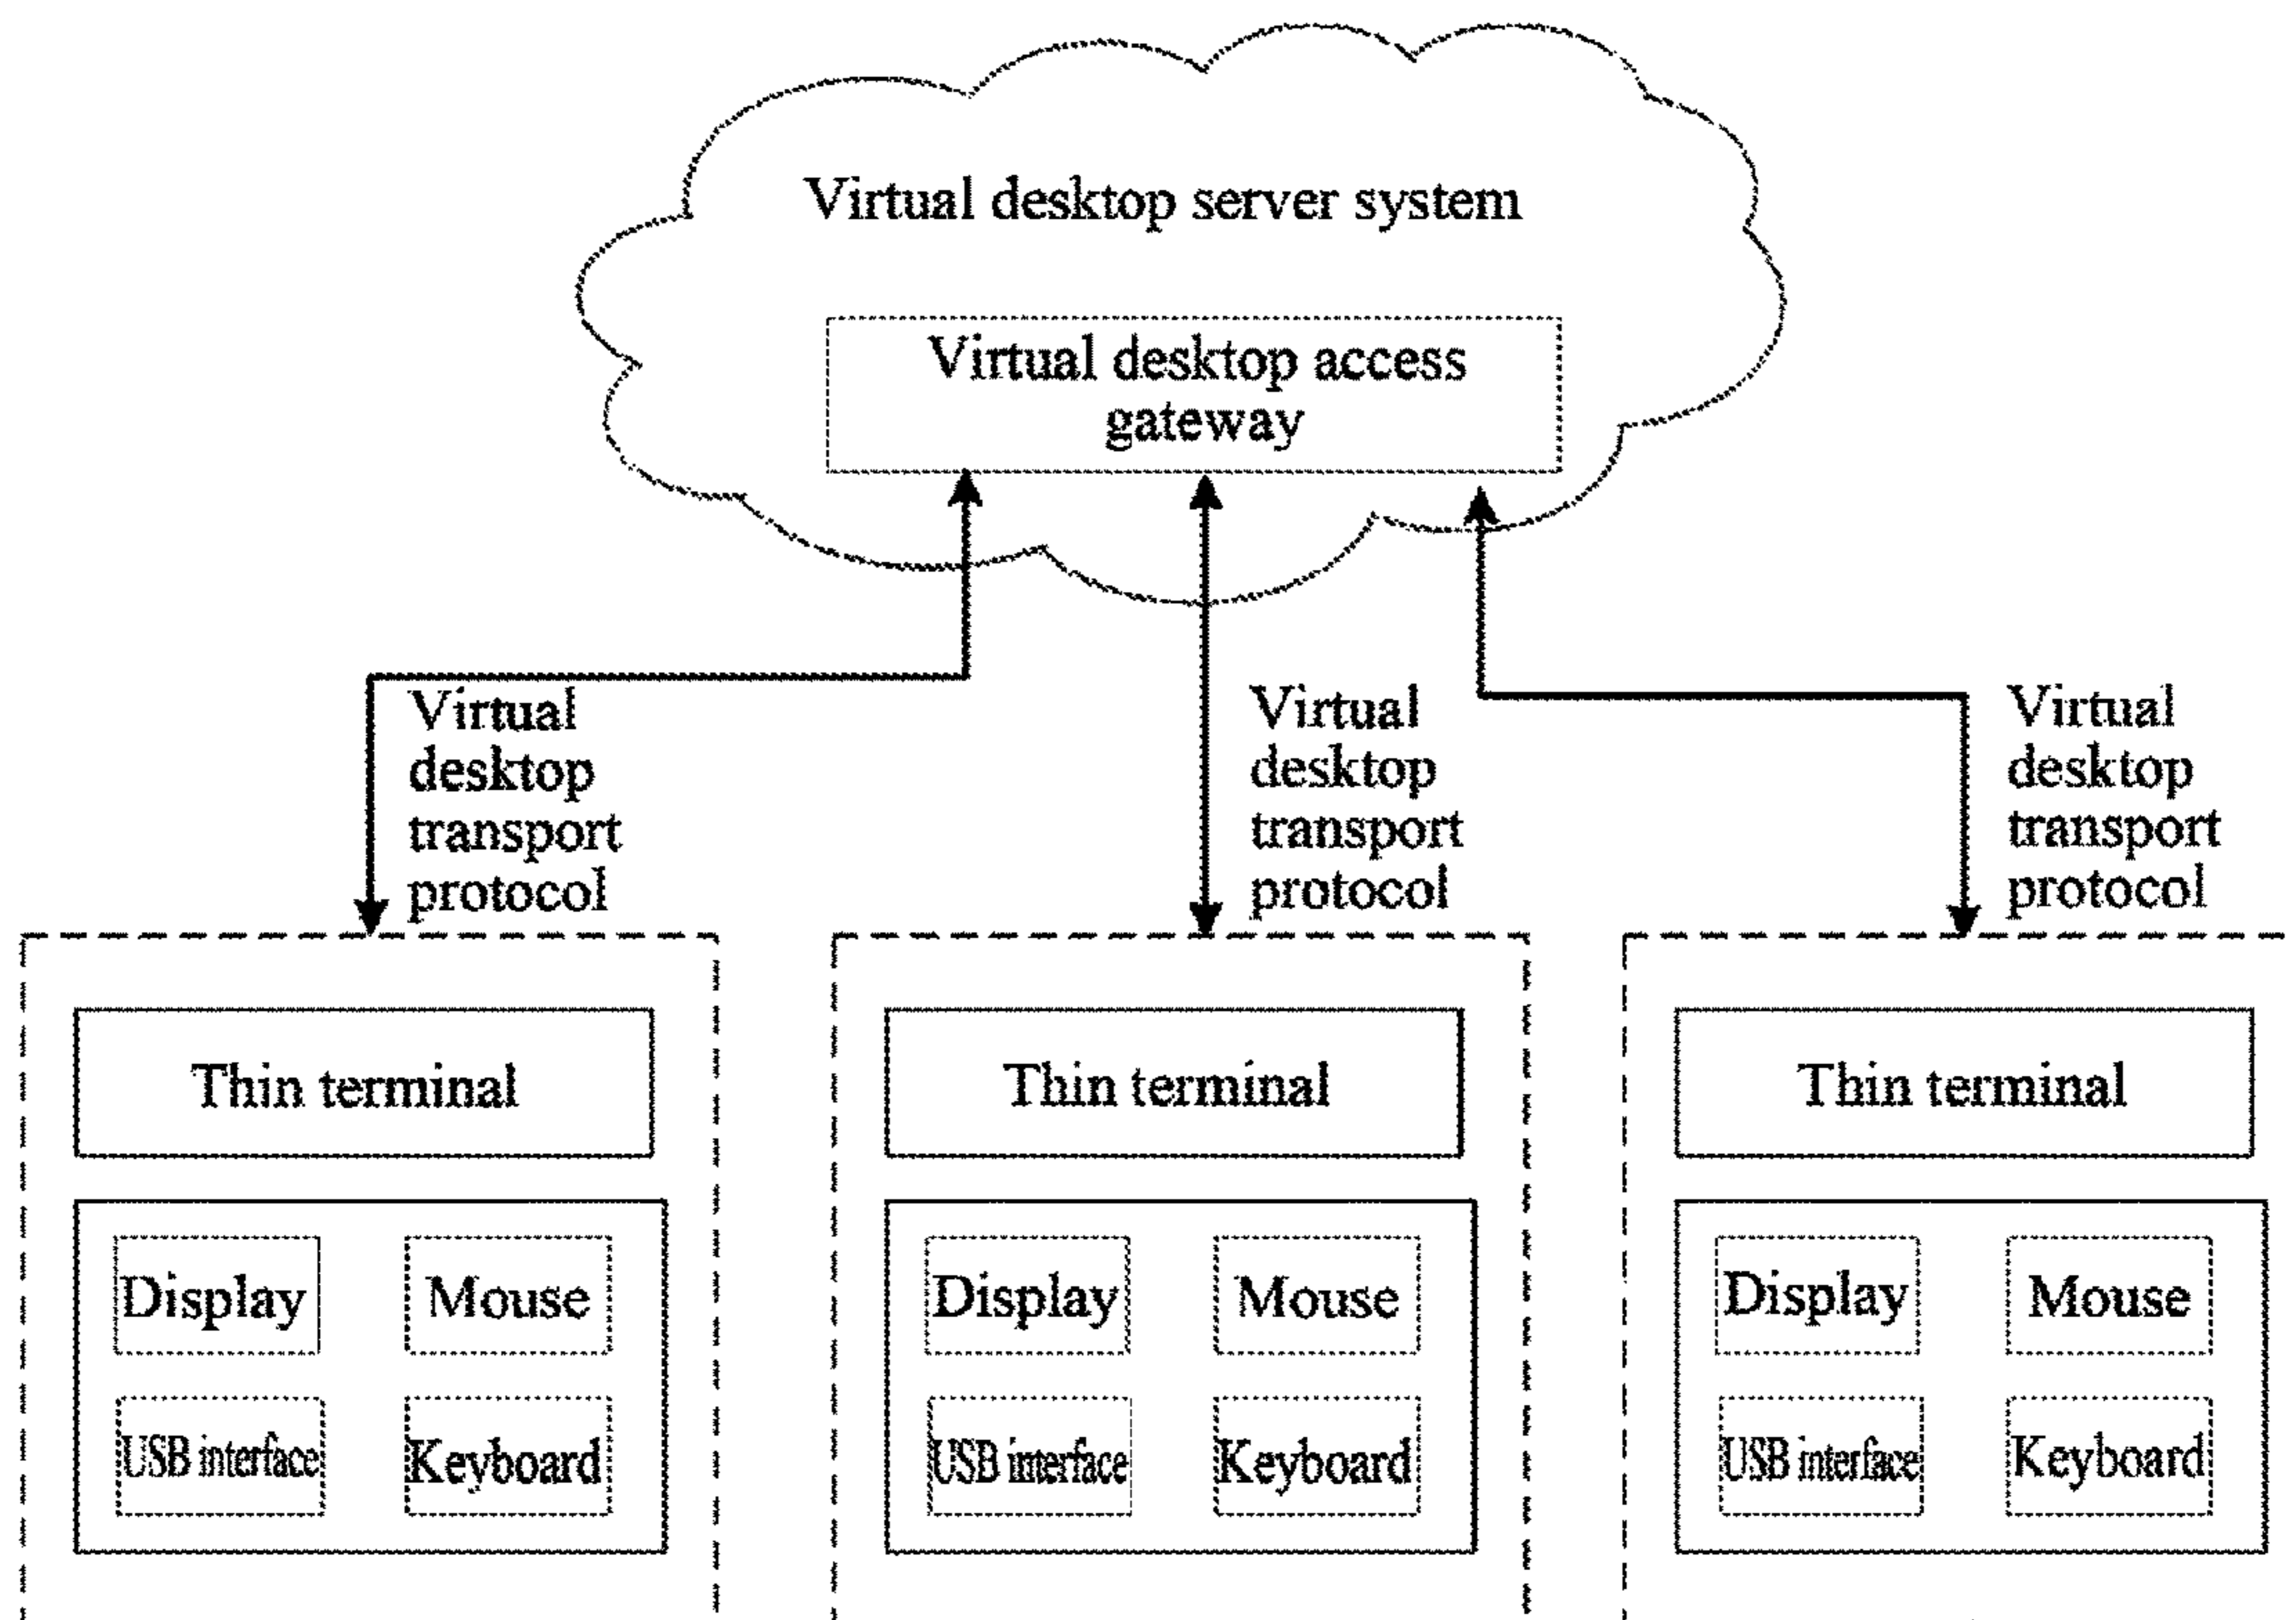 Virtual desktop server system
Virtual desktop access
gateway
Virtual
desktop
transport
protocol
Virtual
desktop
transport
protocol
Virtual
desktop
transport
protocol
Thin terminal
Thin terminal
Thin terminal
Display
Mouse
USB interface
Keyboard
Display
Mouse
USB interface
Keyboard
Display
Mouse
USB interface
Keyboard